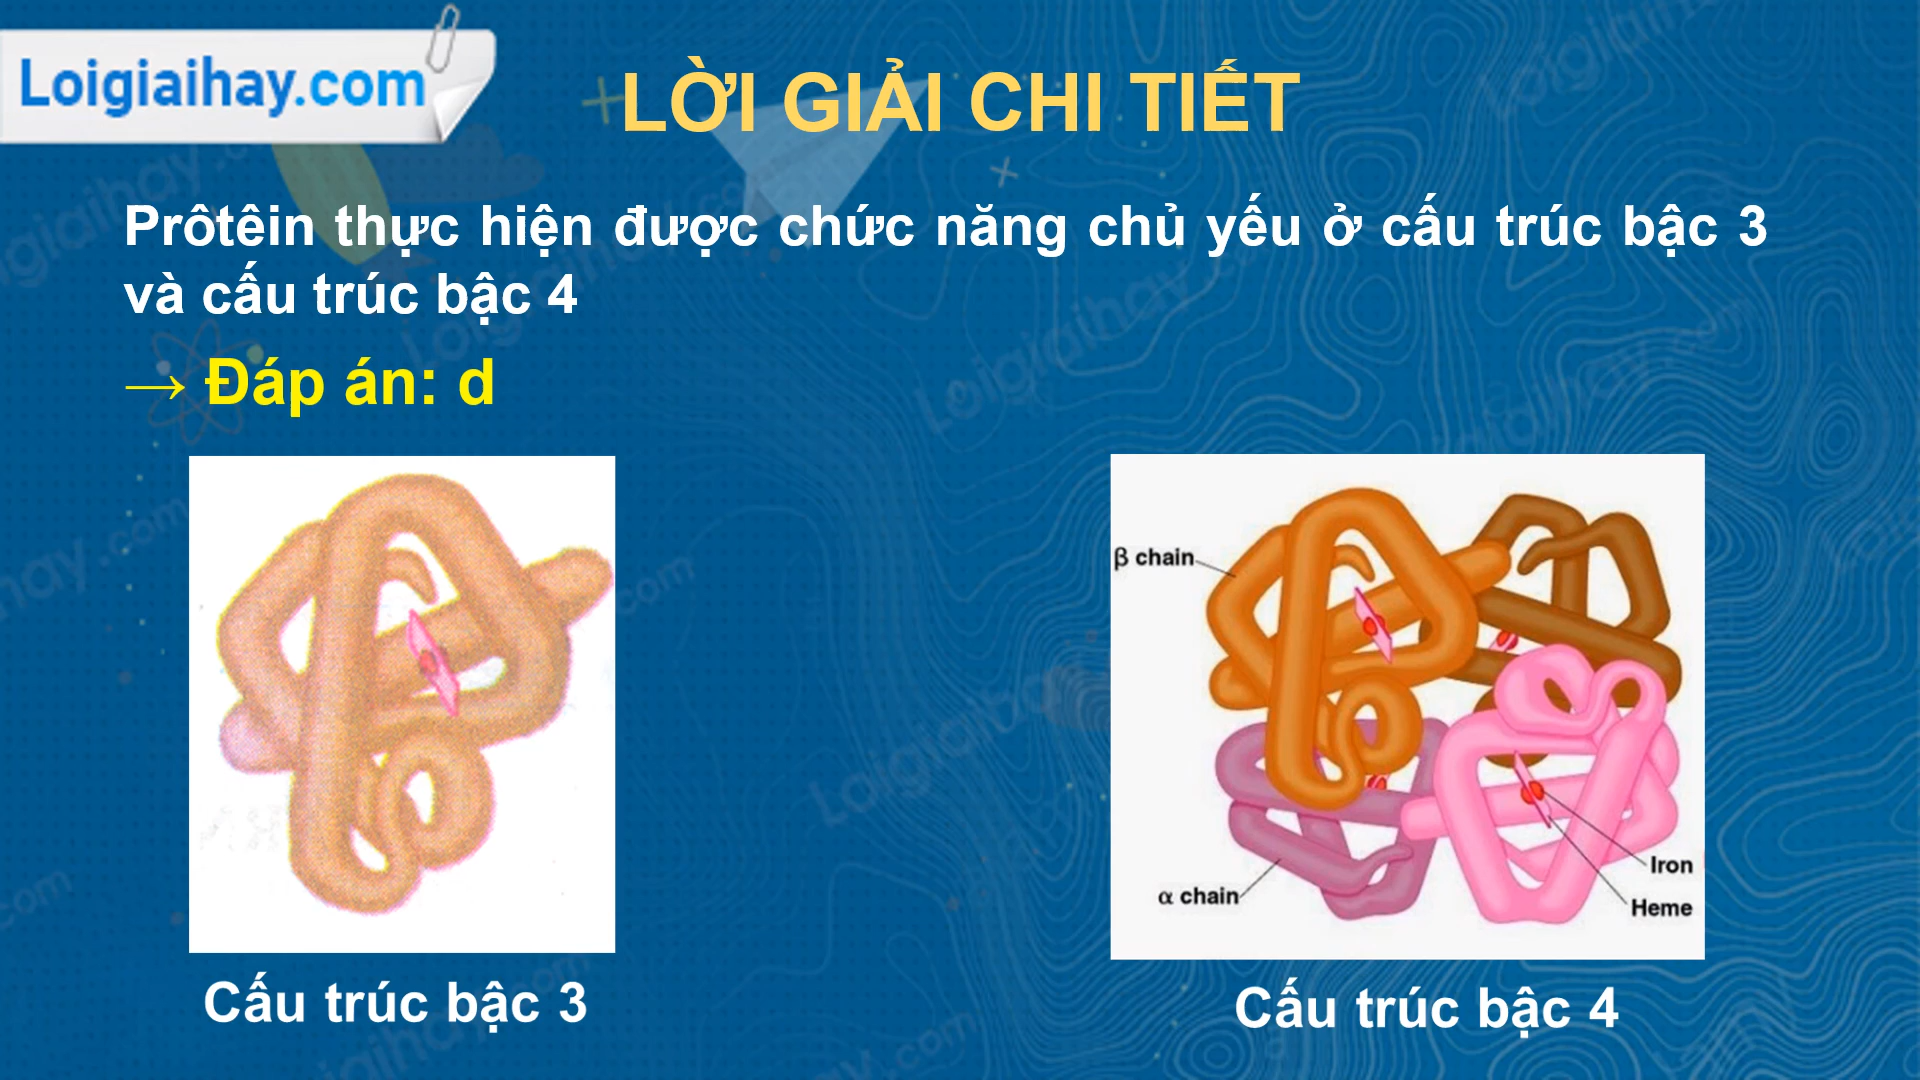 Loigiaihay.com
LỜI GIẢI CHI TIẾT
Prôtêin thực hiện được chức năng chủ yếu ở cấu trúc bậc 3
và cấu trúc bậc 4
→ Đáp án: d
β chain
α chain
Iron
Heme
Cấu trúc bậc 3
Cấu trúc bậc 4